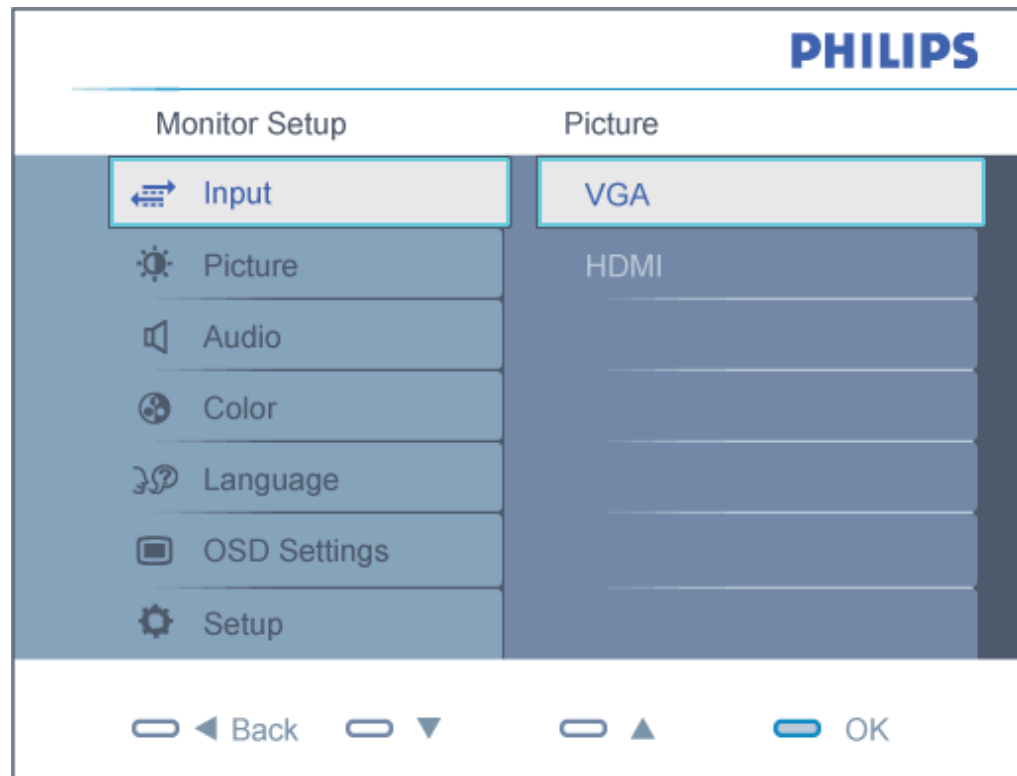 PHILIPS
Monitor Setup Picture
Input VGA
Picture HDMI
Audio
Color
Language
OSD Settings
Setup
Back OK